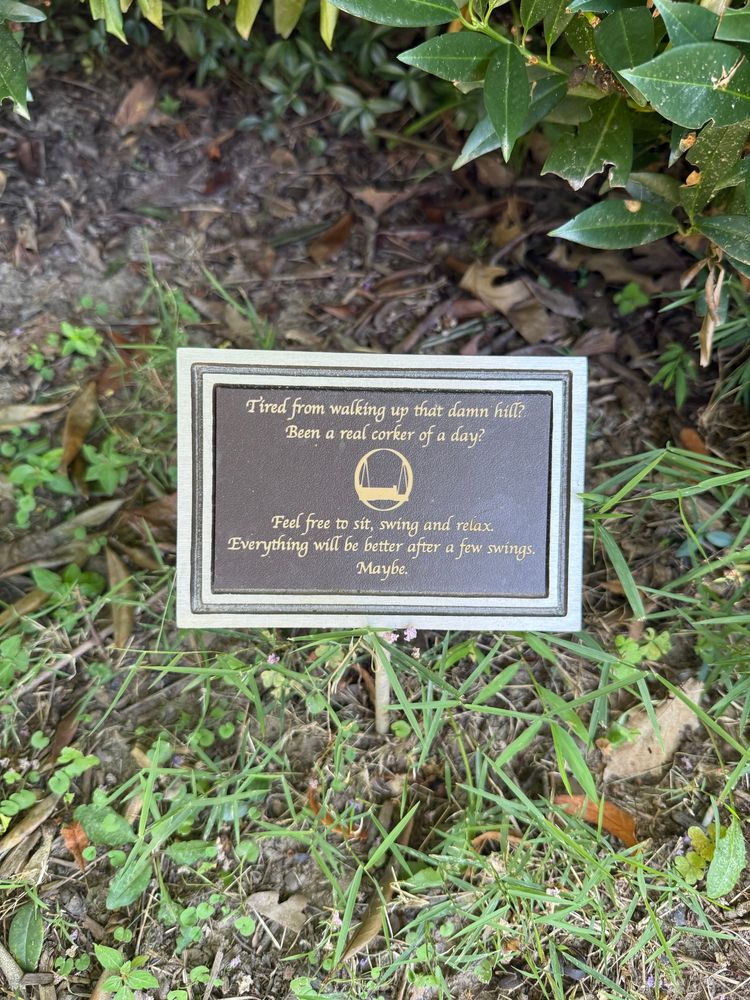 Tired from walking up that damn hill?
Been a real corker of a day?
Feel free to sit, swing and relax.
Everything will be better after a few swings.
Maybe.